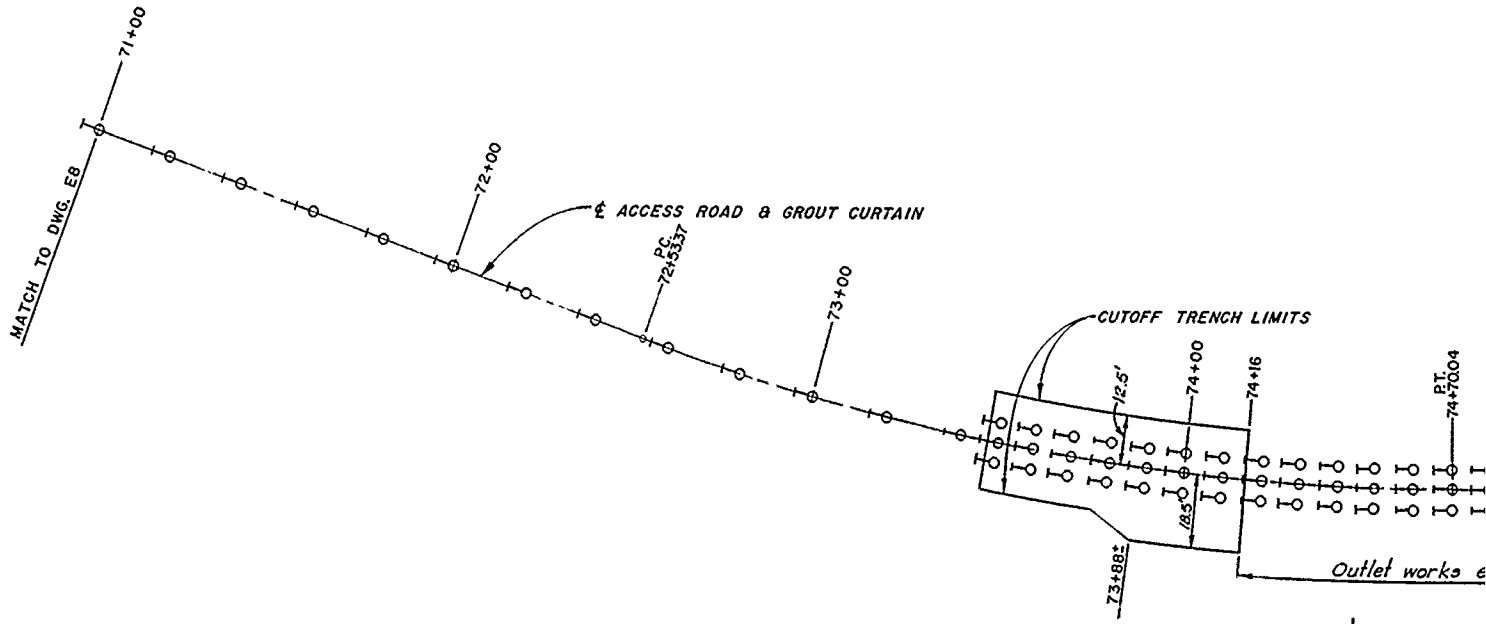 71+00
MATCH TO DWG. E8
72+00
℄ ACCESS ROAD & GROUT CURTAIN
P.C.
72+53.37
73+00
CUTOFF TRENCH LIMITS
12.5'
74+00
74+16
P.T.
74+70.04
18.5'
73+88±
Outlet works e